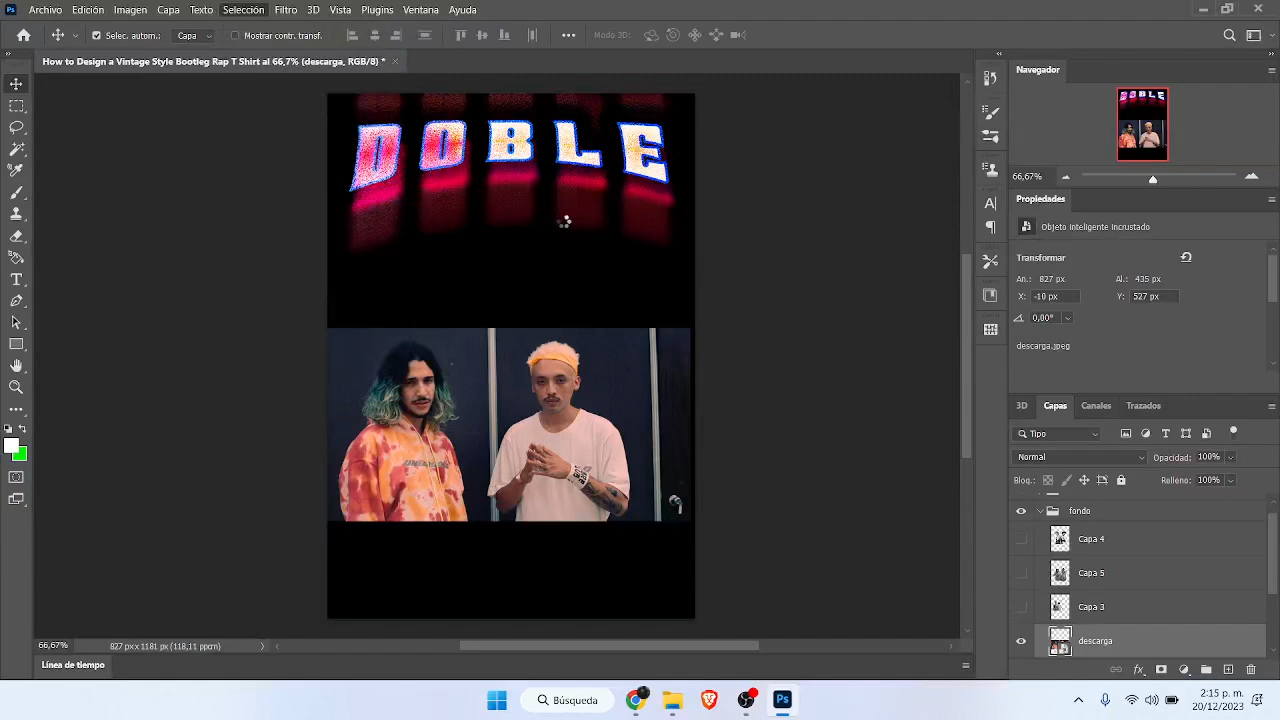 Archivo Edición Imagen Capa Texto Selección Filtro 3D Vista Plugins Ventana Ayuda
Selec. autom.: Capa Mostrar contr. transf. Modo 3D:
How to Design a Vintage Style Bootleg Rap T Shirt al 66,7% (descarga, RGB/8) *
DOBLE
Navegador
66,67%
Propiedades
Objeto Inteligente Incrustado
Transformar
An.: 827 px Al.: 435 px
X: -10 px Y: 527 px
0,00°
descarga.jpeg
3D Capas Canales Trazados
Tipo
Normal Opacidad: 100%
Bloq.: Relleno: 100%
fondo
Capa 4
Capa 5
Capa 3
descarga
66,67% 827 px x 1181 px (118,11 ppcm)
Línea de tiempo
Búsqueda
20/12/2023